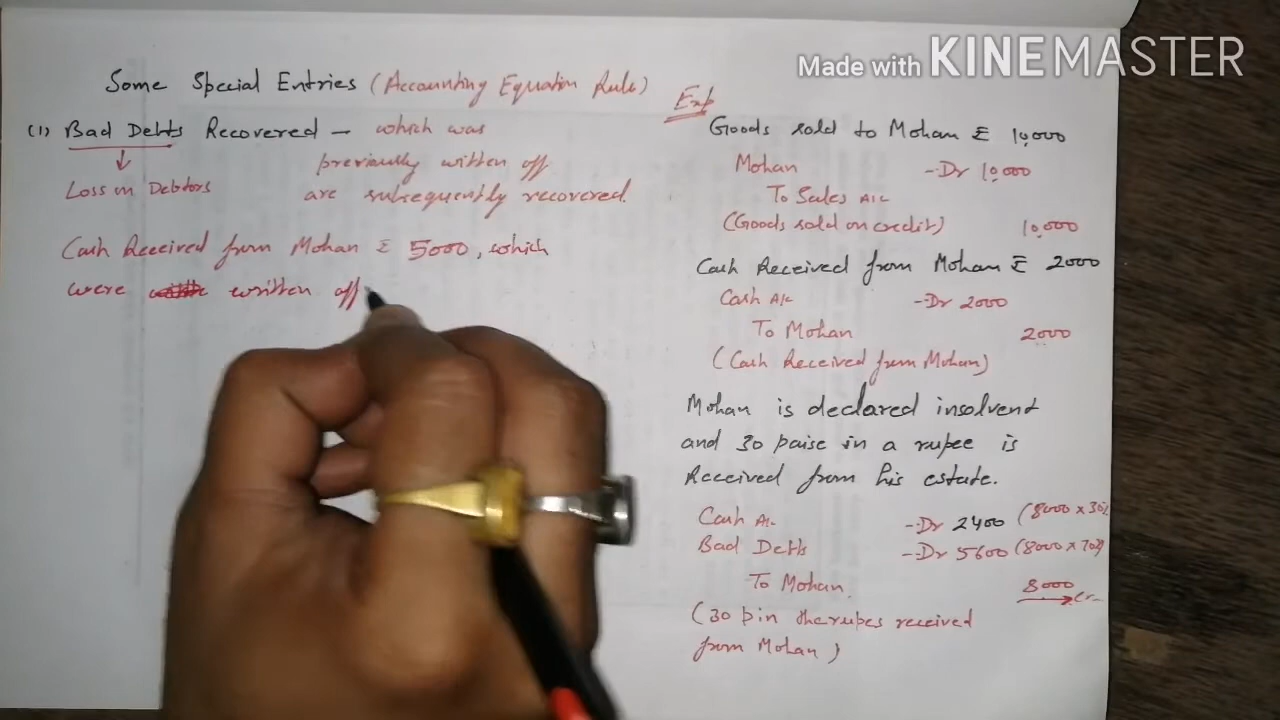 Made with KINEMASTER
Some Special Entries (Accounting Equation Rule)
(1) Bad Debts Recovered - which was
previously written off
Loss on Debtors
are subsequently recovered.
Cash Received from Mohan ₹ 5000, which
were written off
Exp
Goods sold to Mohan ₹ 10,000
Mohan -Dr 10,000
To Sales A/c
(Goods sold on credit) 10,000
Cash Received from Mohan ₹ 2000
Cash A/c -Dr 2000
To Mohan 2000
(Cash Received from Mohan)
Mohan is declared insolvent
and 30 paise in a rupee is
Received from his estate.
Cash A/c -Dr 2400 (8000 x 30%
Bad Debts -Dr 5600 (8000 x 70%)
To Mohan 8000 Cr
(30 p in the rupes received
from Mohan)